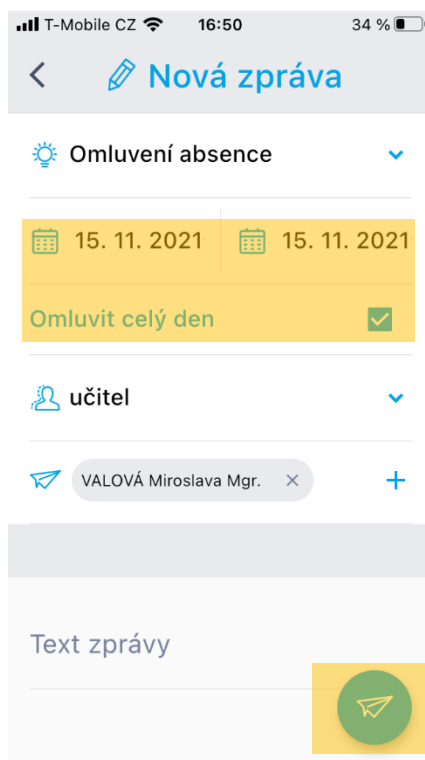 T-Mobile CZ 16:50 34 %
Nová zpráva
Omluvení absence
15. 11. 2021 15. 11. 2021
Omluvit celý den
učitel
VALOVÁ Miroslava Mgr.
Text zprávy